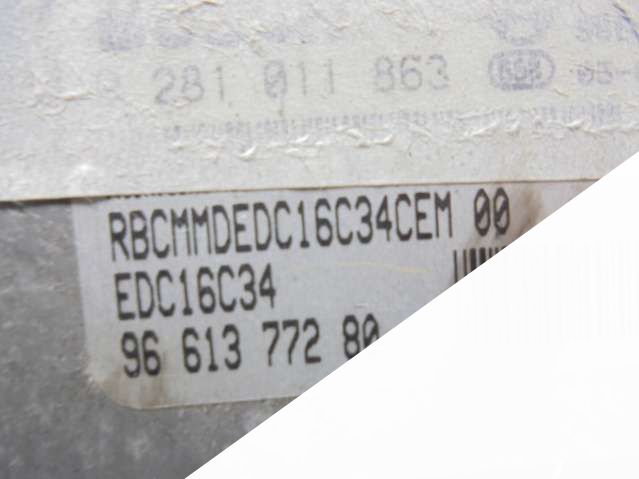 281 011 863
RBCMMDEDC16C34CEM 00
EDC16C34
96 613 772 80